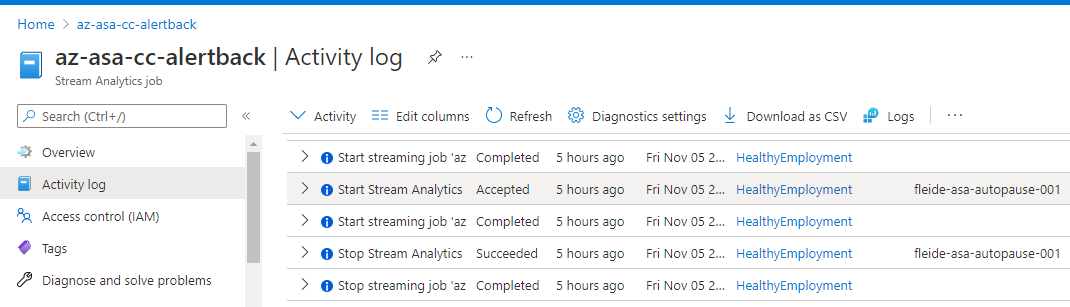 Home > az-asa-cc-alertback
az-asa-cc-alertback | Activity log
Stream Analytics job
Search (Ctrl+/)
Overview
Activity log
Access control (IAM)
Tags
Diagnose and solve problems
Activity Edit columns Refresh Diagnostics settings Download as CSV Logs
Start streaming job 'az Completed 5 hours ago Fri Nov 05 2... HealthyEmployment
Start Stream Analytics Accepted 5 hours ago Fri Nov 05 2... HealthyEmployment fleide-asa-autopause-001
Start streaming job 'az Completed 5 hours ago Fri Nov 05 2... HealthyEmployment
Stop Stream Analytics Succeeded 5 hours ago Fri Nov 05 2... HealthyEmployment fleide-asa-autopause-001
Stop streaming job 'az Completed 5 hours ago Fri Nov 05 2... HealthyEmployment